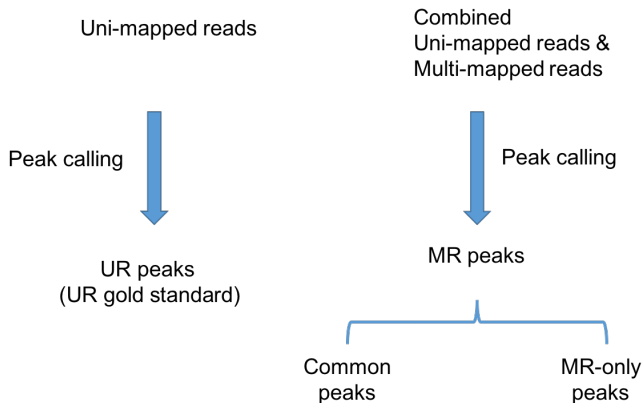 Uni-mapped reads
Combined
Uni-mapped reads &
Multi-mapped reads
Peak calling
Peak calling
UR peaks
(UR gold standard)
MR peaks
Common
peaks
MR-only
peaks